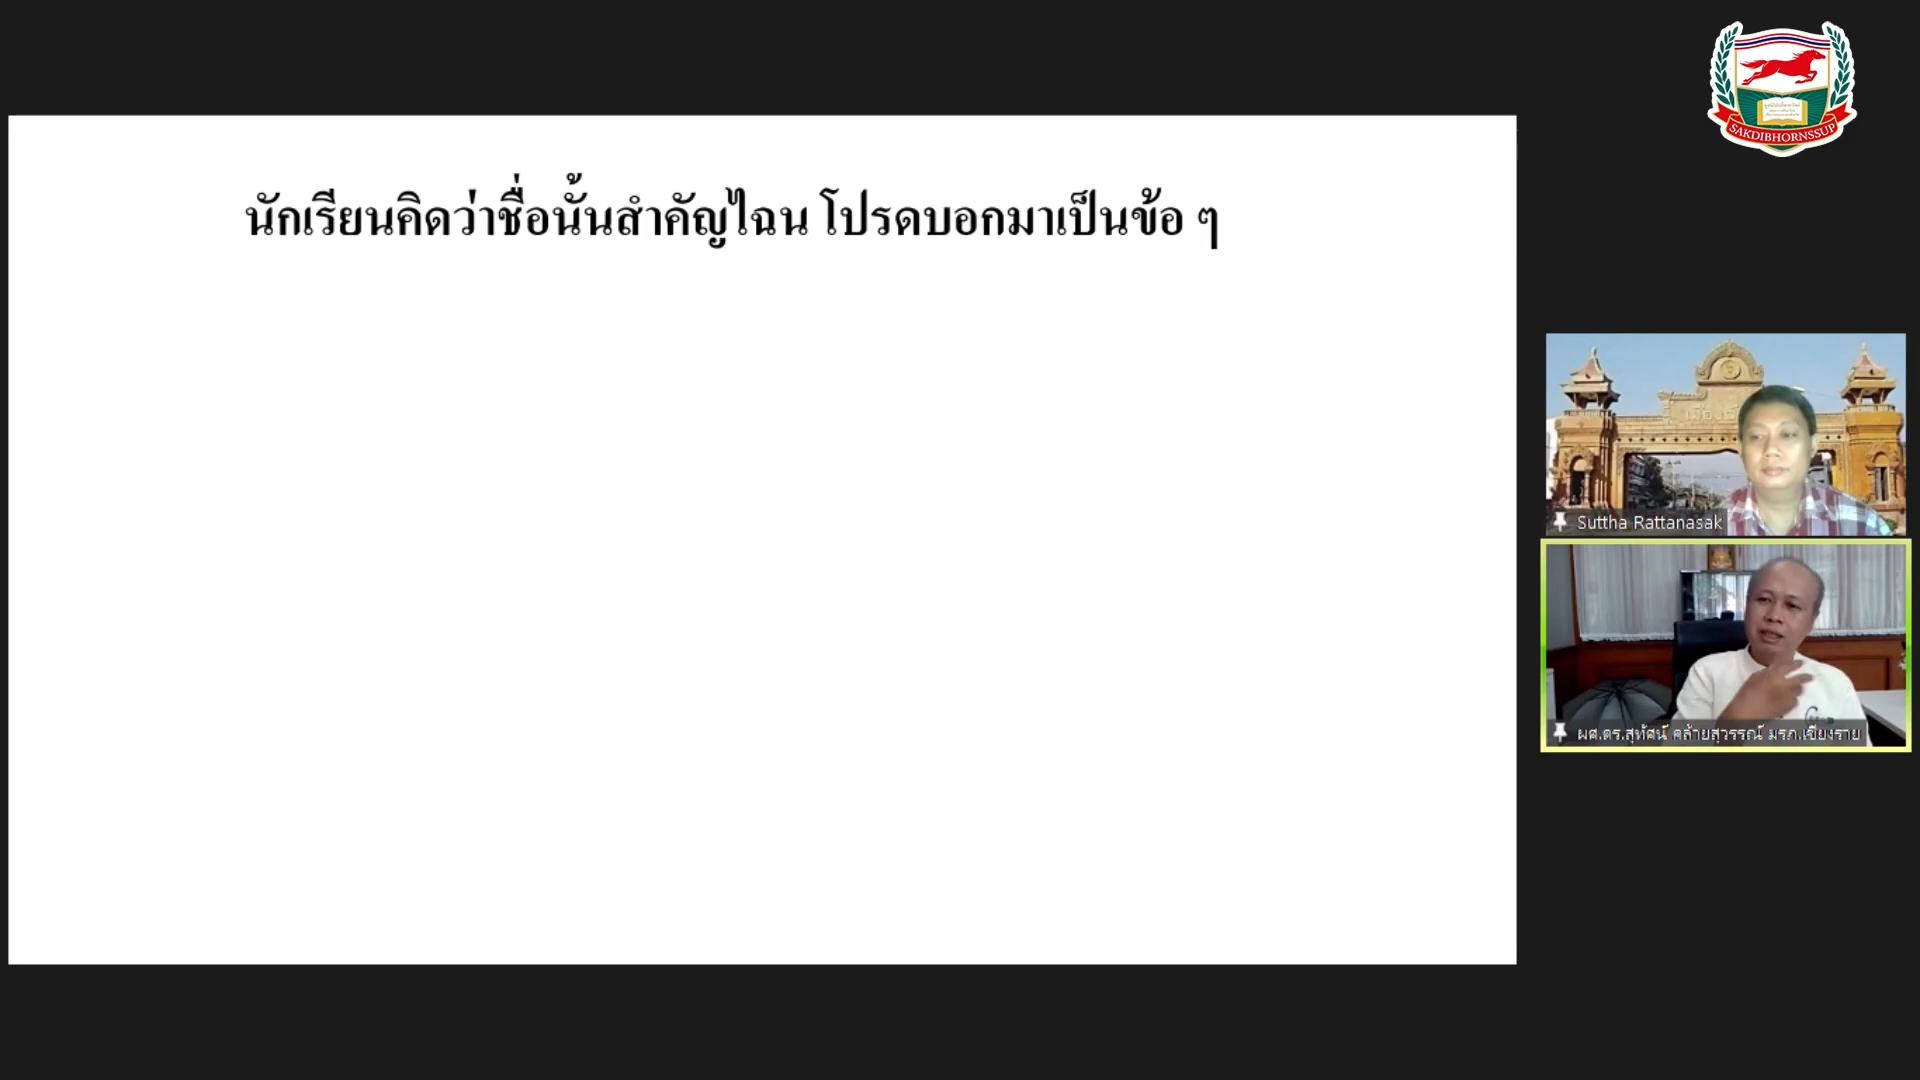 นักเรียนคิดว่าชื่อนั้นสำคัญไฉน โปรดบอกมาเป็นข้อ ๆ
SAKDIBHORNSSUP
Suttha Rattanasak
ผศ.ดร.สุทัศน์ คล้ายสุวรรณ์ มรภ.เชียงราย